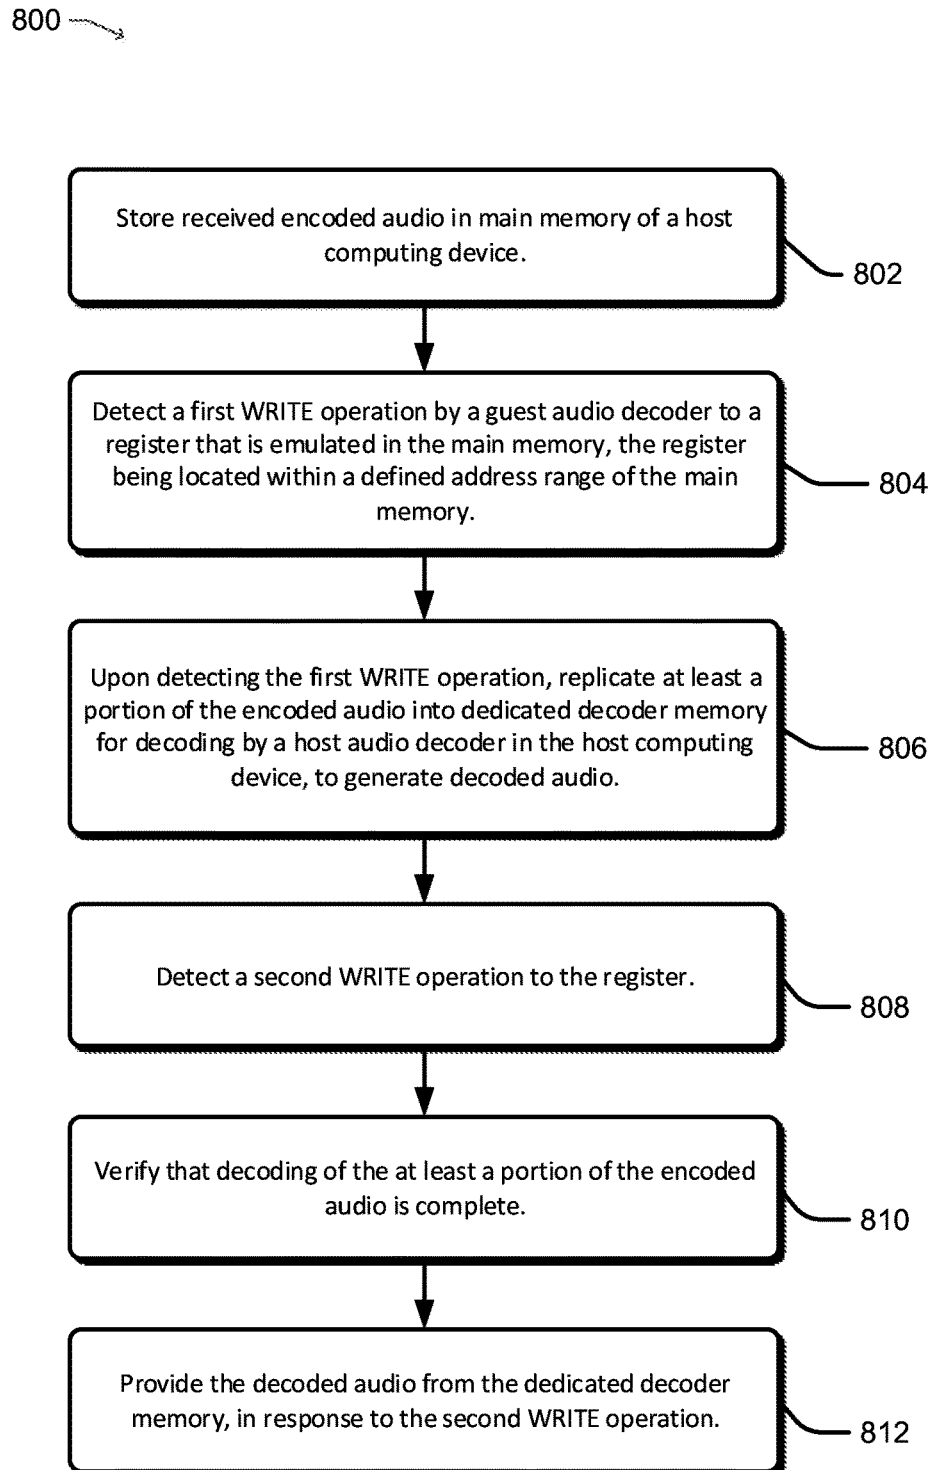 800
Store received encoded audio in main memory of a host
computing device.
802
Detect a first WRITE operation by a guest audio decoder to a
register that is emulated in the main memory, the register
being located within a defined address range of the main
memory.
804
Upon detecting the first WRITE operation, replicate at least a
portion of the encoded audio into dedicated decoder memory
for decoding by a host audio decoder in the host computing
device, to generate decoded audio.
806
Detect a second WRITE operation to the register.
808
Verify that decoding of the at least a portion of the encoded
audio is complete.
810
Provide the decoded audio from the dedicated decoder
memory, in response to the second WRITE operation.
812